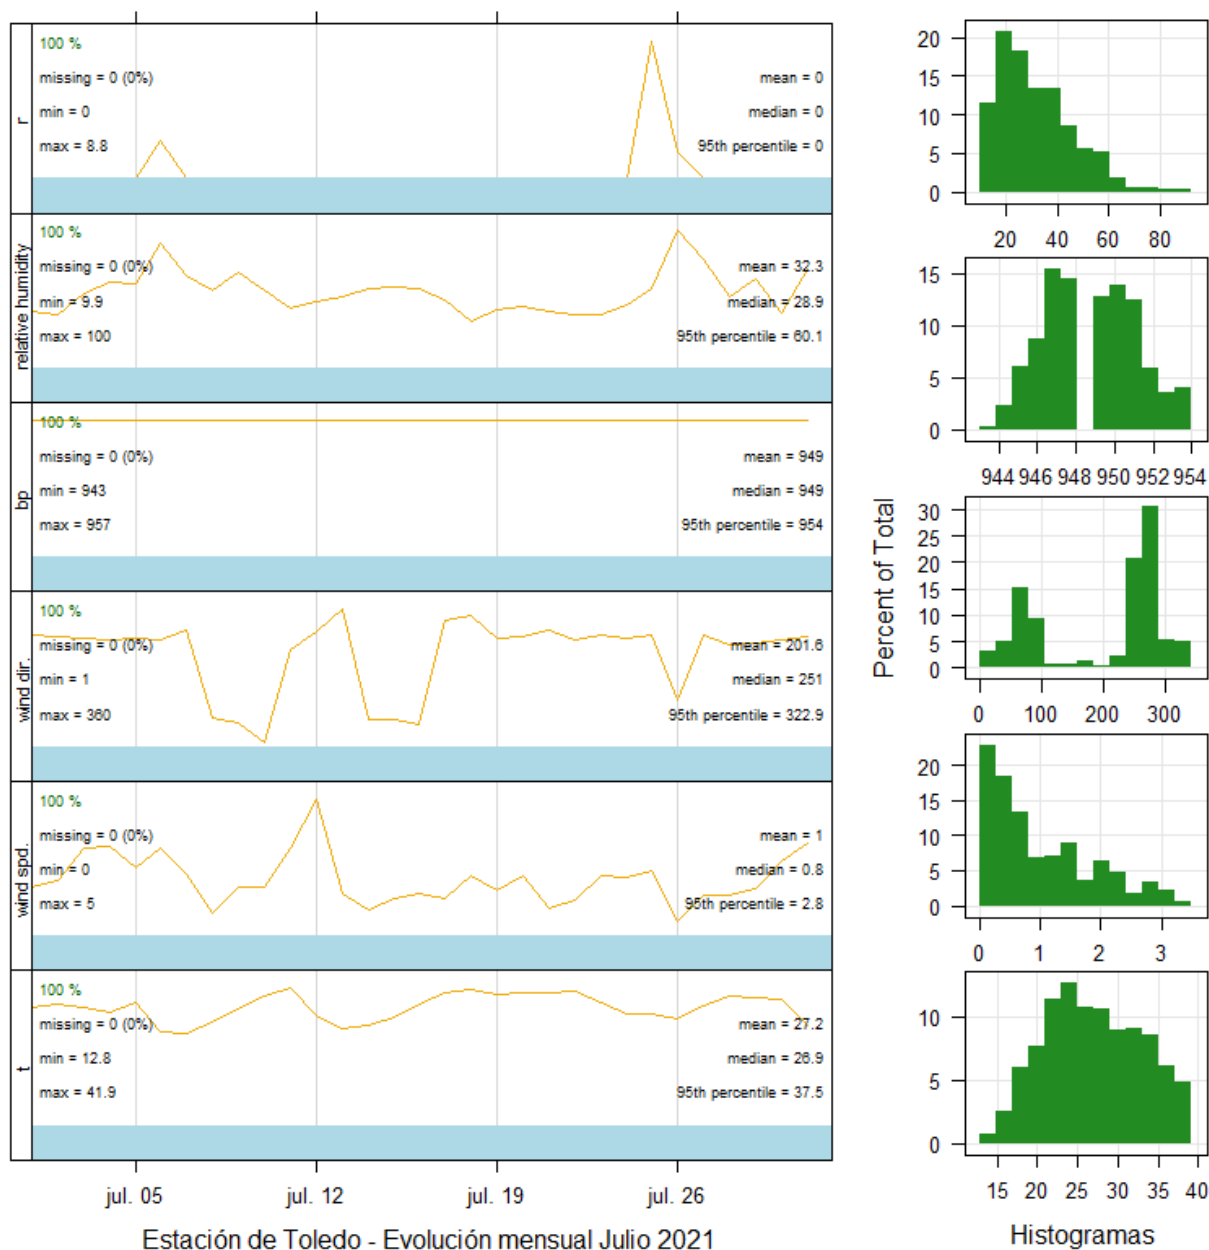 r
100 %
missing = 0 (0%)
min = 0
max = 8.8
mean = 0
median = 0
95th percentile = 0
relative humidity
100 %
missing = 0 (0%)
min = 9.9
max = 100
mean = 32.3
median = 28.9
95th percentile = 60.1
bp
100 %
missing = 0 (0%)
min = 943
max = 957
mean = 949
median = 949
95th percentile = 954
wind dir.
100 %
missing = 0 (0%)
min = 1
max = 360
mean = 201.6
median = 251
95th percentile = 322.9
wind spd.
100 %
missing = 0 (0%)
min = 0
max = 5
mean = 1
median = 0.8
95th percentile = 2.8
t
100 %
missing = 0 (0%)
min = 12.8
max = 41.9
mean = 27.2
median = 26.9
95th percentile = 37.5
jul. 05 jul. 12 jul. 19 jul. 26
Estación de Toledo - Evolución mensual Julio 2021
Percent of Total
20
15
10
5
0
20 40 60 80
15
10
5
0
944 946 948 950 952 954
30
25
20
15
10
5
0
0 100 200 300
20
15
10
5
0
0 1 2 3
10
5
0
15 20 25 30 35 40
Histogramas